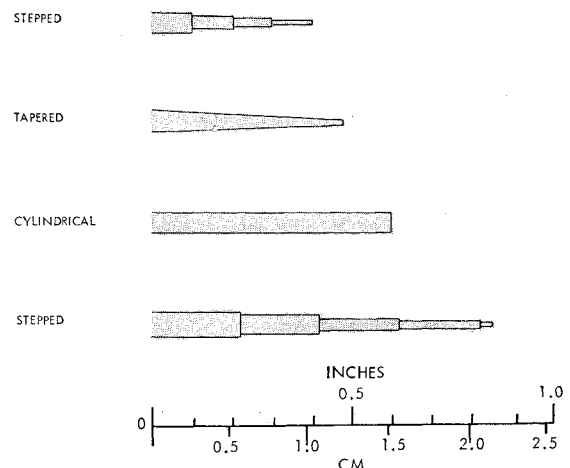 STEPPED
TAPERED
CYLINDRICAL
STEPPED
INCHES
0.5 1.0
0
0.5 1.0 1.5 2.0 2.5
CM